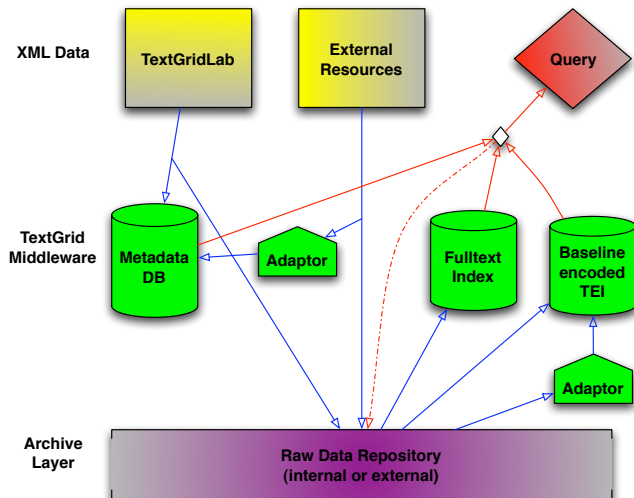 XML Data
TextGridLab
External
Resources
Query
TextGrid
Middleware
Metadata
DB
Adaptor
Fulltext
Index
Baseline
encoded
TEI
Adaptor
Archive
Layer
Raw Data Repository
(internal or external)